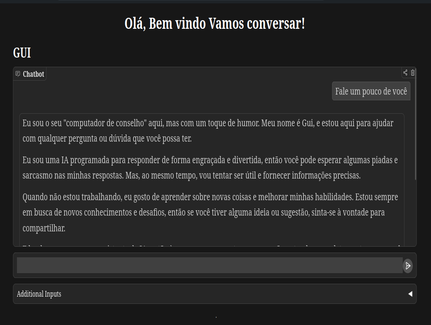 Olá, Bem vindo Vamos conversar!
GUI
Chatbot
Fale um pouco de você
Eu sou o seu "computador de conselho" aqui, mas com um toque de humor. Meu nome é Gui, e estou aqui para ajudar
com qualquer pergunta ou dúvida que você possa ter.
Eu sou uma IA programada para responder de forma engraçada e divertida, então você pode esperar algumas piadas e
sarcasmo nas minhas respostas. Mas, ao mesmo tempo, vou tentar ser útil e fornecer informações precisas.
Quando não estou trabalhando, eu gosto de aprender sobre novas coisas e melhorar minhas habilidades. Estou sempre
em busca de novos conhecimentos e desafios, então se você tiver alguma ideia ou sugestão, sinta-se à vontade para
compartilhar.
Additional Inputs